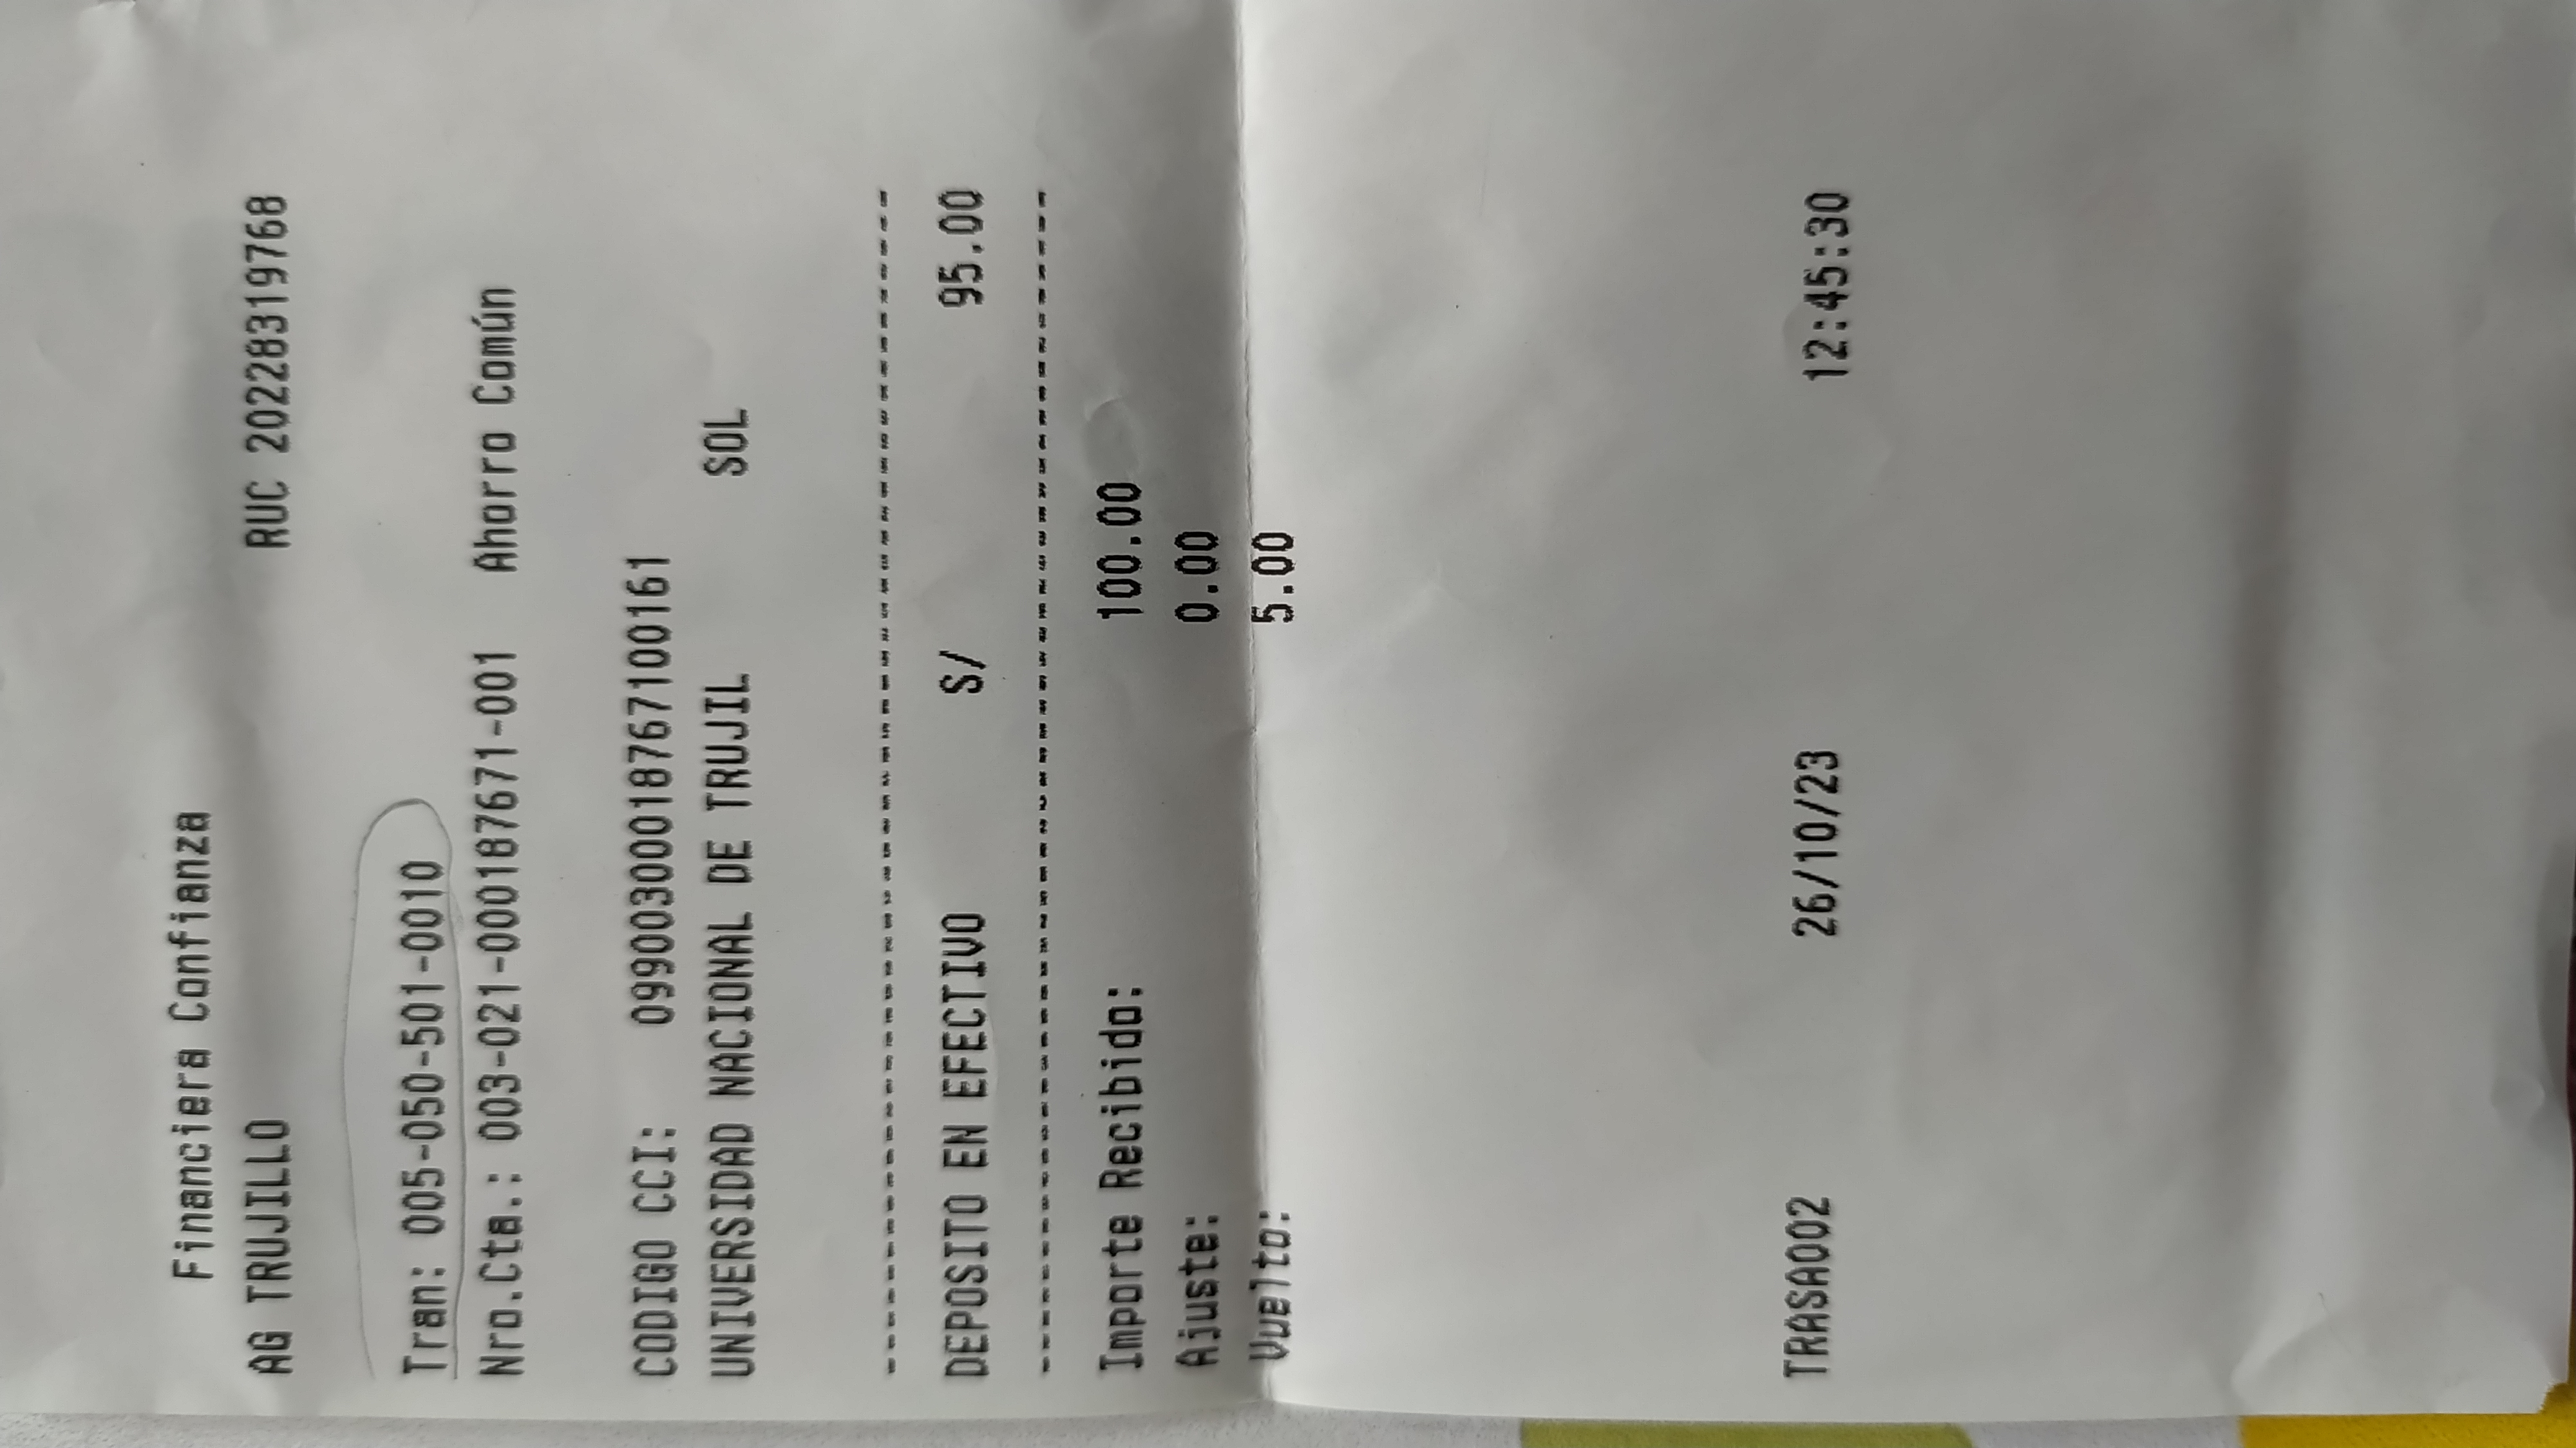 Financiera Confianza
AG TRUJILLO RUC 20228319768
Tran: 005-050-501-0010
Nro.Cta.: 003-021-000187671-001 Ahorro Común
CODIGO CCI: 09900300018767100161
UNIVERSIDAD NACIONAL DE TRUJIL SOL
DEPOSITO EN EFECTIVO S/ 95.00
Importe Recibido: 100.00
Ajuste: 0.00
Vuelto: 5.00
TRASA002 26/10/23 12:45:30